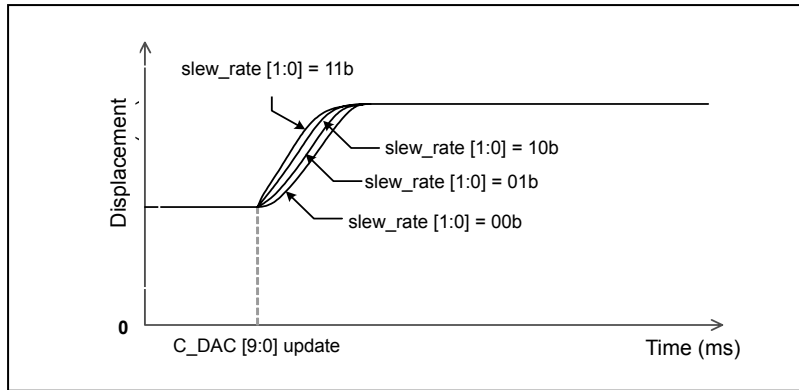 slew_rate [1:0] = 11b
Displacement
slew_rate [1:0] = 10b
slew_rate [1:0] = 01b
slew_rate [1:0] = 00b
0
C_DAC [9:0] update
Time (ms)